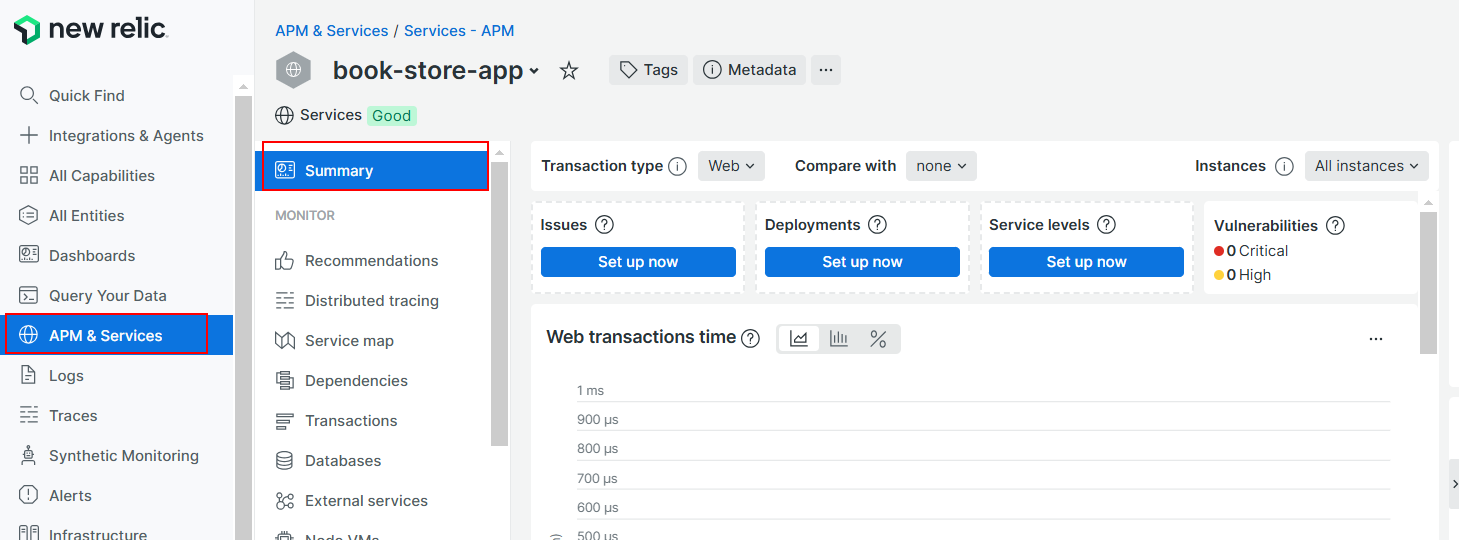 new relic
Quick Find
Integrations & Agents
All Capabilities
All Entities
Dashboards
Query Your Data
APM & Services
Logs
Traces
Synthetic Monitoring
Alerts
Infrastructure
APM & Services / Services - APM
book-store-app
Tags
Metadata
...
Services Good
Summary
MONITOR
Recommendations
Distributed tracing
Service map
Dependencies
Transactions
Databases
External services
Node VMs
Transaction type Web Compare with none Instances All instances
Issues
Set up now
Deployments
Set up now
Service levels
Set up now
Vulnerabilities
0 Critical
0 High
Web transactions time
...
1 ms
900 µs
800 µs
700 µs
600 µs
500 µs